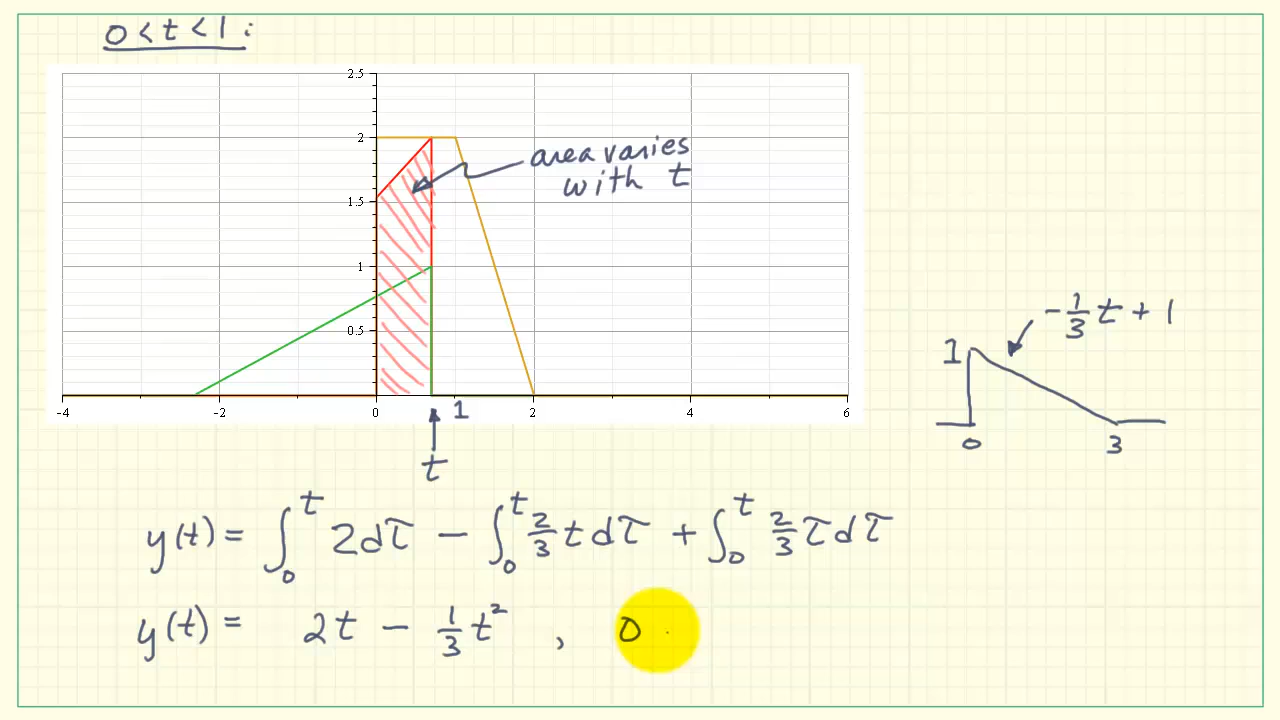 0 < t < 1 :
2.5
2
1.5
1
0.5
area varies
with t
-4 -2 0 1 2 4 6
t
-1/3 t + 1
1
0 3
y(t) = ∫₀ᵗ 2dτ − ∫₀ᵗ 2/3 t dτ + ∫₀ᵗ 2/3 τ dτ
y(t) = 2t − 1/3 t² , 0